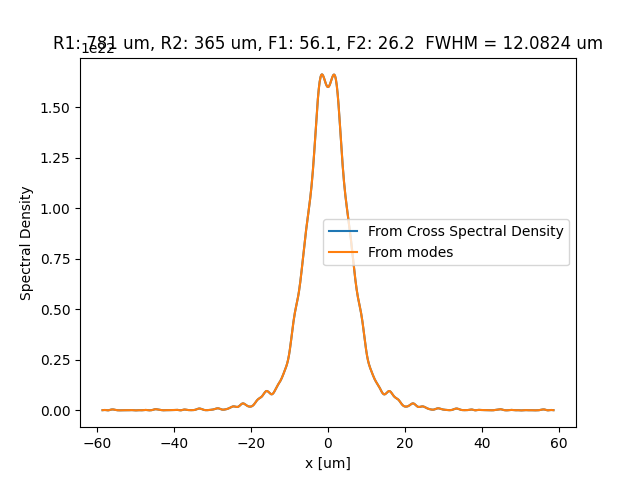 R1: 781 um, R2: 365 um, F1: 56.1, F2: 26.2  FWHM = 12.0824 um
1e22
1.50
1.25
1.00
0.75
0.50
0.25
0.00
Spectral Density
From Cross Spectral Density
From modes
−60 −40 −20 0 20 40 60
x [um]